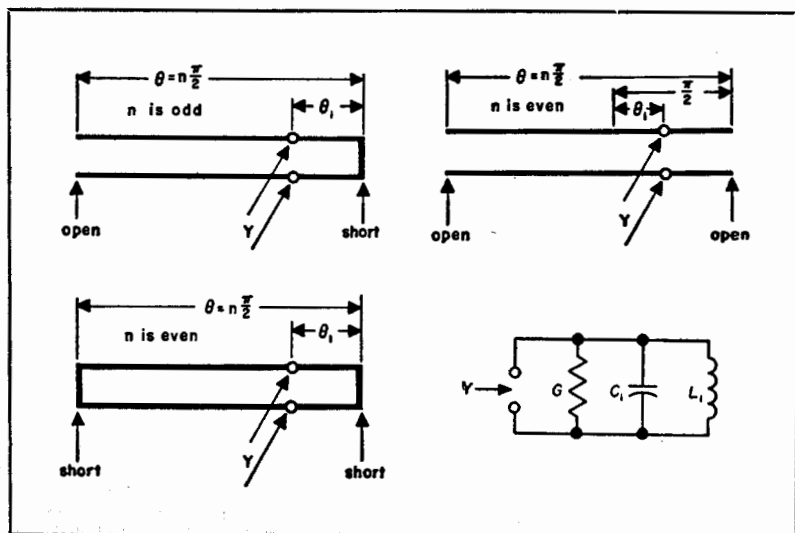 θ = n π/2
n is odd
θ₁
Y
open
short
θ = n π/2
π/2
n is even
θ₁
Y
open
open
θ = n π/2
n is even
θ₁
Y
short
short
Y
G
C₁
L₁